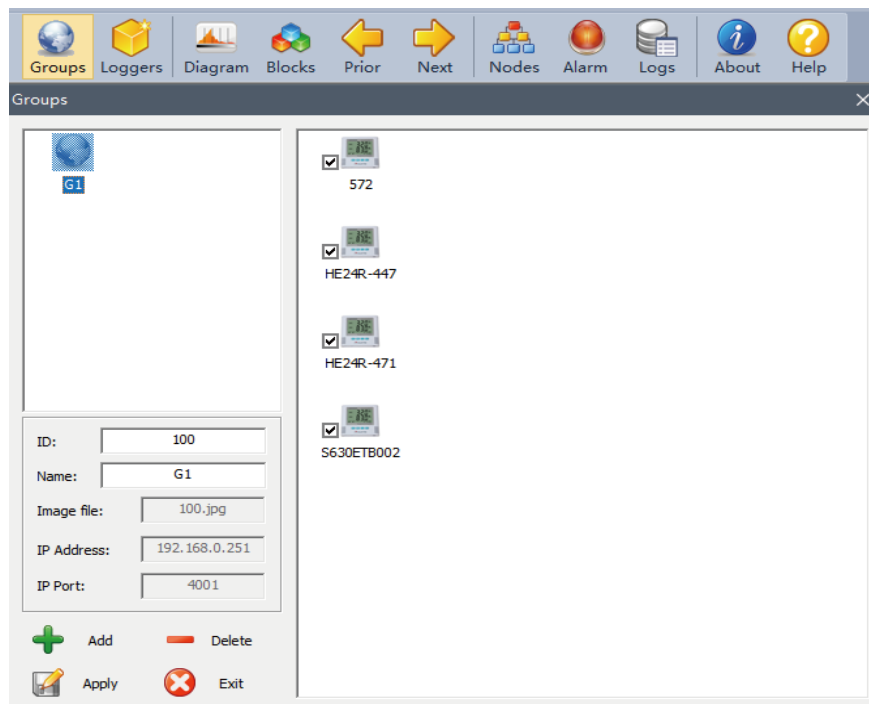 Groups Loggers Diagram Blocks Prior Next Nodes Alarm Logs About Help
Groups
G1
572
HE24R-447
HE24R-471
S630ETB002
ID: 100
Name: G1
Image file: 100.jpg
IP Address: 192.168.0.251
IP Port: 4001
Add Delete
Apply Exit